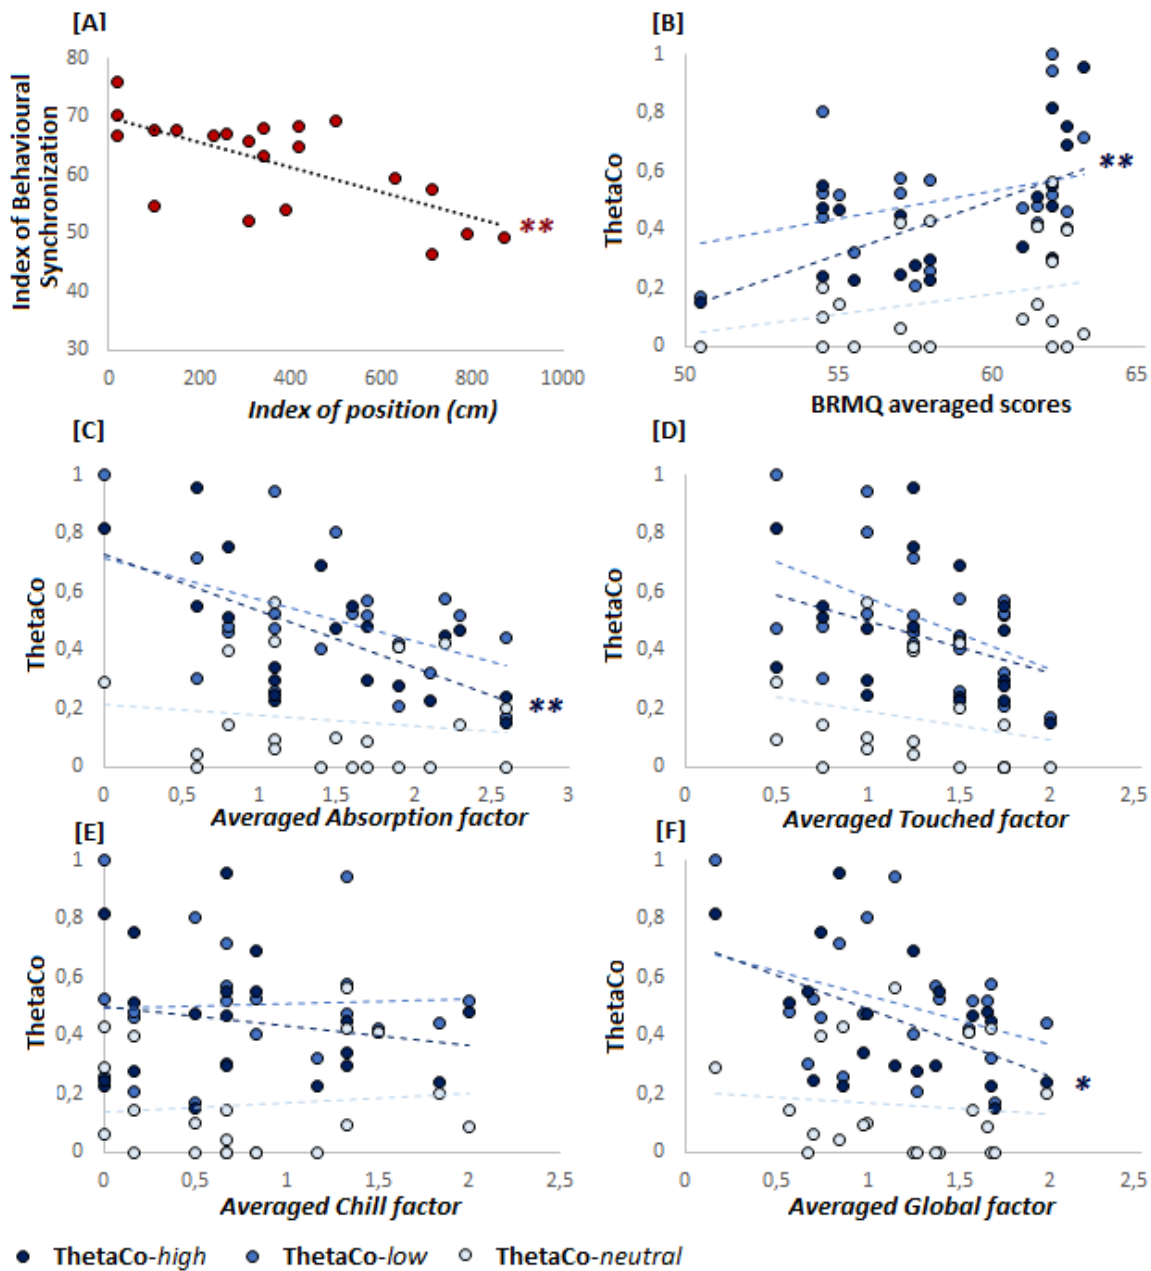 [A]
Index of Behavioural
Synchronization
80
70
60
50
40
30
**
0 200 400 600 800 1000
Index of position (cm)
[B]
ThetaCo
1
0,8
0,6
0,4
0,2
0
**
50 55 60 65
BRMQ averaged scores
[C]
ThetaCo
1
0,8
0,6
0,4
0,2
0
**
0 0,5 1 1,5 2 2,5 3
Averaged Absorption factor
[D]
ThetaCo
1
0,8
0,6
0,4
0,2
0
0 0,5 1 1,5 2 2,5
Averaged Touched factor
[E]
ThetaCo
1
0,8
0,6
0,4
0,2
0
0 0,5 1 1,5 2 2,5
Averaged Chill factor
[F]
ThetaCo
1
0,8
0,6
0,4
0,2
0
*
0 0,5 1 1,5 2 2,5
Averaged Global factor
ThetaCo-high ThetaCo-low ThetaCo-neutral